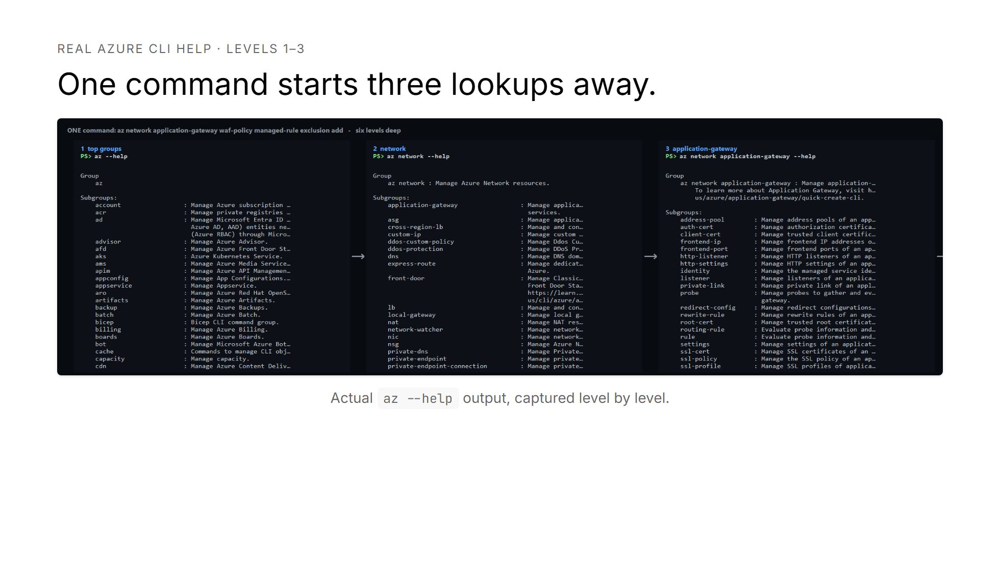 REAL AZURE CLI HELP · LEVELS 1–3
One command starts three lookups away.
ONE command: az network application-gateway waf-policy managed-rule exclusion add - six levels deep
1 top groups
PS> az --help
Group
az
Subgroups:
account : Manage Azure subscription …
acr : Manage private registries …
ad : Manage Microsoft Entra ID …
Azure AD, AAD) entities ne…
(Azure RBAC) through Micro…
advisor : Manage Azure Advisor.
afd : Manage Azure Front Door St…
aks : Azure Kubernetes Service.
ams : Manage Azure Media Service…
apim : Manage Azure API Managemen…
appconfig : Manage App Configurations.…
appservice : Manage Appservice.
aro : Manage Azure Red Hat OpenS…
artifacts : Manage Azure Artifacts.
backup : Manage Azure Backups.
batch : Manage Azure Batch.
bicep : Bicep CLI command group.
billing : Manage Azure Billing.
boards : Manage Azure Boards.
bot : Manage Microsoft Azure Bot…
cache : Commands to manage CLI obj…
capacity : Manage capacity.
cdn : Manage Azure Content Deliv…
→
2 network
PS> az network --help
Group
az network : Manage Azure Network resources.
Subgroups:
application-gateway : Manage applica…
services.
asg : Manage applica…
cross-region-lb : Manage and con…
custom-ip : Manage custom …
ddos-custom-policy : Manage Ddos Cu…
ddos-protection : Manage DDoS Pr…
dns : Manage DNS dom…
express-route : Manage dedicat…
Azure.
front-door : Manage Classic…
Front Door Sta…
https://learn.…
us/cli/azure/a…
lb : Manage and con…
local-gateway : Manage local g…
nat : Manage NAT res…
network-watcher : Manage network…
nic : Manage network…
nsg : Manage Azure N…
private-dns : Manage Private…
private-endpoint : Manage private…
private-endpoint-connection : Manage private…
→
3 application-gateway
PS> az network application-gateway --help
Group
az network application-gateway : Manage application-…
To learn more about Application Gateway, visit h…
us/azure/application-gateway/quick-create-cli.
Subgroups:
address-pool : Manage address pools of an app…
auth-cert : Manage authorization certifica…
client-cert : Manage trusted client certific…
frontend-ip : Manage frontend IP addresses o…
frontend-port : Manage frontend ports of an ap…
http-listener : Manage HTTP listeners of an ap…
http-settings : Manage HTTP settings of an app…
identity : Manage the managed service ide…
listener : Manage listeners of an applica…
private-link : Manage private link of an appl…
probe : Manage probes to gather and ev…
gateway.
redirect-config : Manage redirect configurations…
rewrite-rule : Manage rewrite rules of an app…
root-cert : Manage trusted root certificat…
routing-rule : Evaluate probe information and…
rule : Evaluate probe information and…
settings : Manage settings of an applicat…
ssl-cert : Manage SSL certificates of an …
ssl-policy : Manage the SSL policy of an ap…
ssl-profile : Manage SSL profiles of applica…
Actual az --help output, captured level by level.